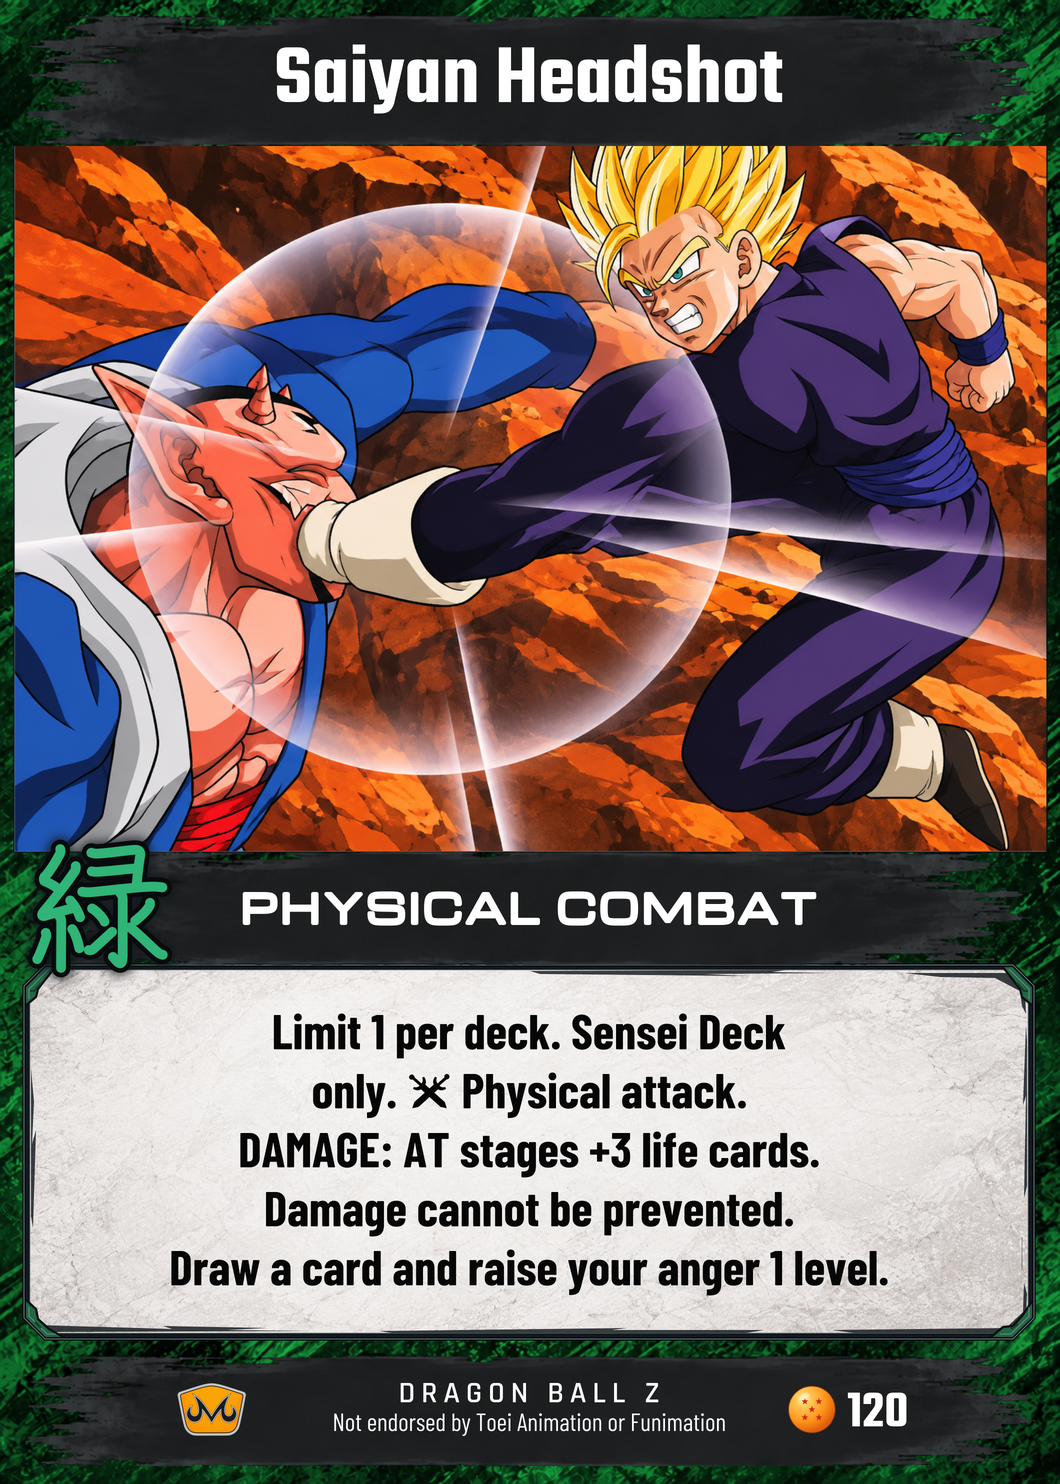 Saiyan Headshot
緑
PHYSICAL COMBAT
Limit 1 per deck. Sensei Deck
only. Physical attack.
DAMAGE: AT stages +3 life cards.
Damage cannot be prevented.
Draw a card and raise your anger 1 level.
DRAGON BALL Z
Not endorsed by Toei Animation or Funimation
120